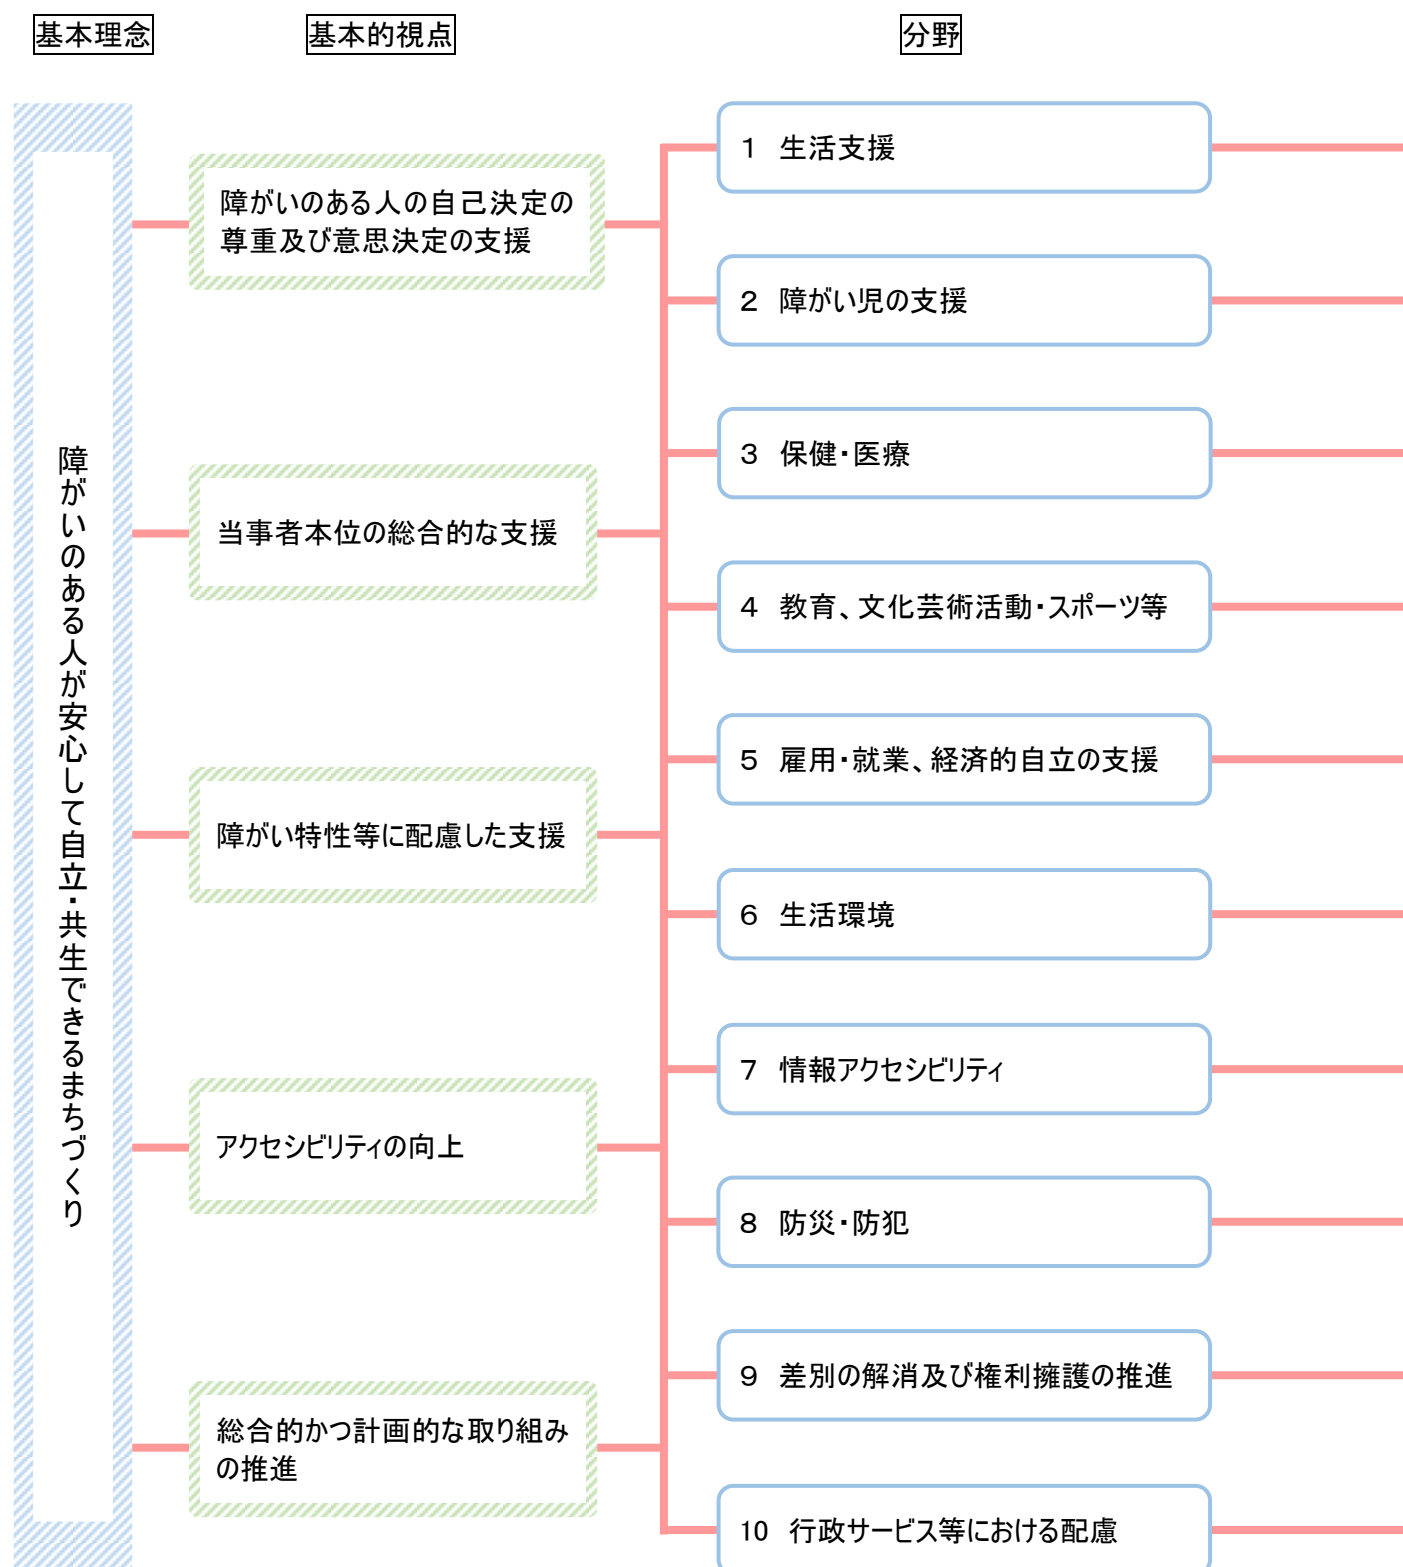 基本理念
基本的視点
分野
障がいのある人が安心して自立・共生できるまちづくり
障がいのある人の自己決定の
尊重及び意思決定の支援
当事者本位の総合的な支援
障がい特性等に配慮した支援
アクセシビリティの向上
総合的かつ計画的な取り組み
の推進
1 生活支援
2 障がい児の支援
3 保健・医療
4 教育、文化芸術活動・スポーツ等
5 雇用・就業、経済的自立の支援
6 生活環境
7 情報アクセシビリティ
8 防災・防犯
9 差別の解消及び権利擁護の推進
10 行政サービス等における配慮